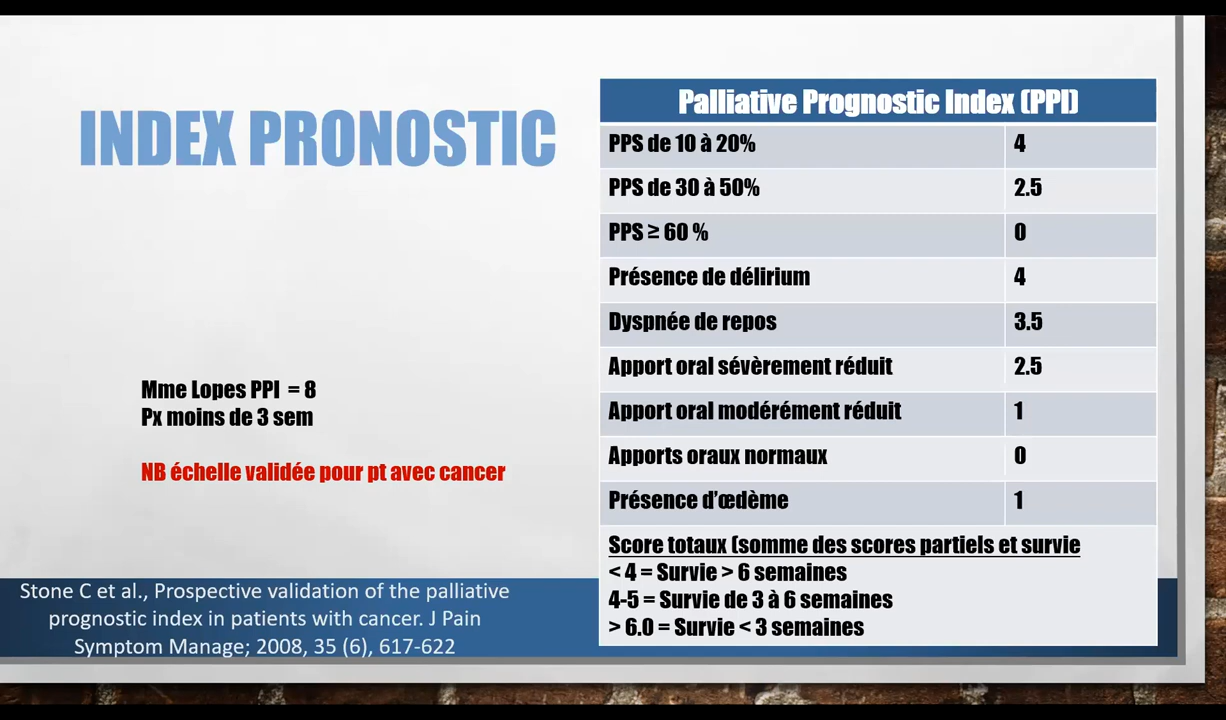 INDEX PRONOSTIC
Mme Lopes PPI = 8
Px moins de 3 sem
NB échelle validée pour pt avec cancer
Stone C et al., Prospective validation of the palliative
prognostic index in patients with cancer. J Pain
Symptom Manage; 2008, 35 (6), 617-622
Palliative Prognostic Index (PPI)
PPS de 10 à 20% 4
PPS de 30 à 50% 2.5
PPS ≥ 60 % 0
Présence de délirium 4
Dyspnée de repos 3.5
Apport oral sévèrement réduit 2.5
Apport oral modérément réduit 1
Apports oraux normaux 0
Présence d'œdème 1
Score totaux (somme des scores partiels et survie
< 4 = Survie > 6 semaines
4-5 = Survie de 3 à 6 semaines
> 6.0 = Survie < 3 semaines